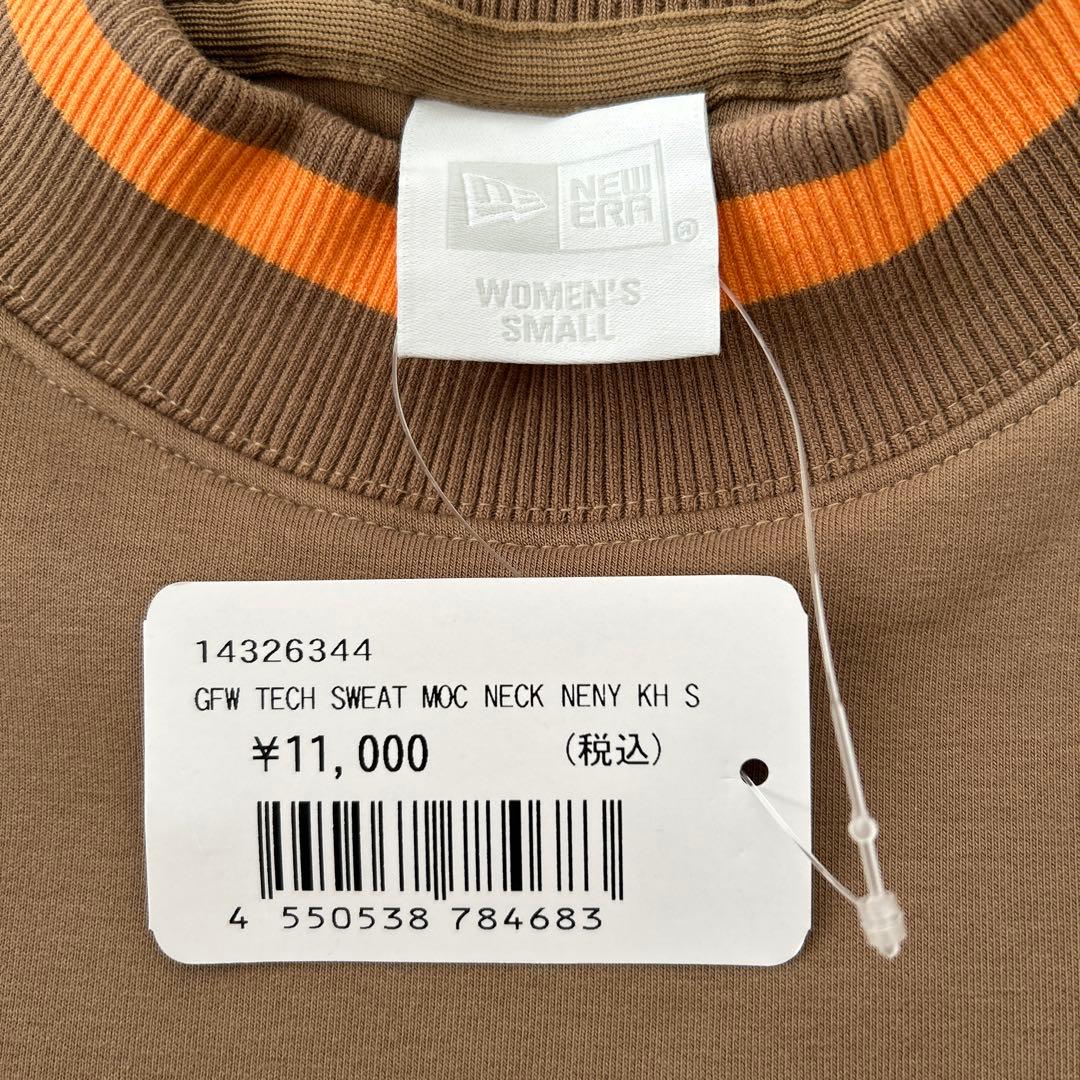 NEW
ERA
®
WOMEN'S
SMALL
14326344
GFW TECH SWEAT MOC NECK NENY KH S
¥11,000 (税込)
4 550538 784683